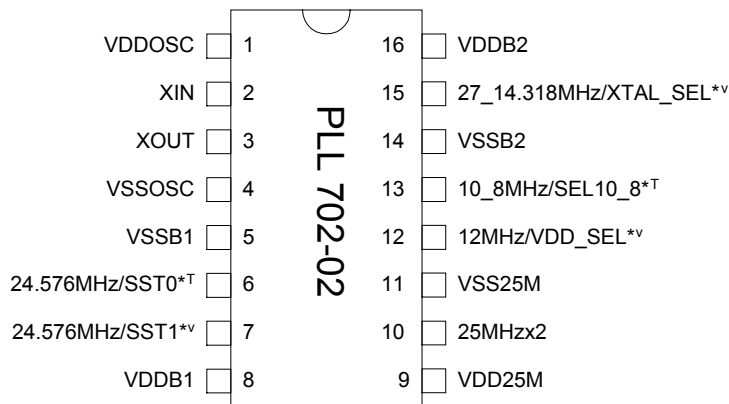 VDDOSC 1 16 VDDB2
XIN 2 15 27_14.318MHz/XTAL_SEL*ᵛ
XOUT 3 14 VSSB2
VSSOSC 4 13 10_8MHz/SEL10_8*ᵀ
VSSB1 5 12 12MHz/VDD_SEL*ᵛ
24.576MHz/SST0*ᵀ 6 11 VSS25M
24.576MHz/SST1*ᵛ 7 10 25MHzx2
VDDB1 8 9 VDD25M
PLL 702-02